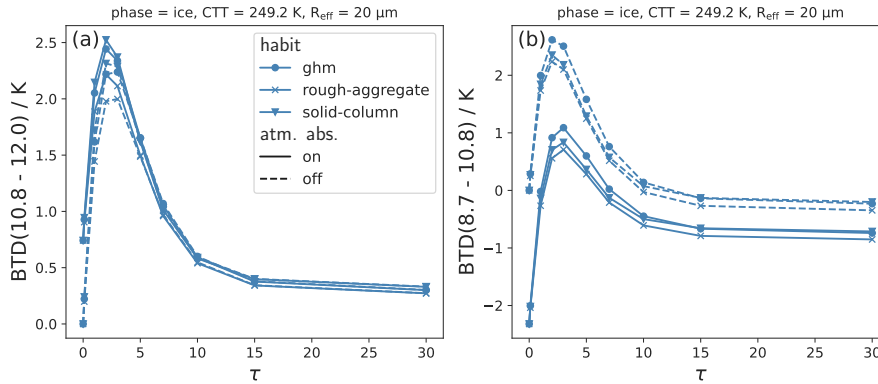 phase = ice, CTT = 249.2 K, R_eff = 20 μm
(a)
BTD(10.8 - 12.0) / K
2.5
2.0
1.5
1.0
0.5
0.0
habit
ghm
rough-aggregate
solid-column
atm. abs.
on
off
0 5 10 15 20 25 30
τ
phase = ice, CTT = 249.2 K, R_eff = 20 μm
(b)
BTD(8.7 - 10.8) / K
2
1
0
−1
−2
0 5 10 15 20 25 30
τ